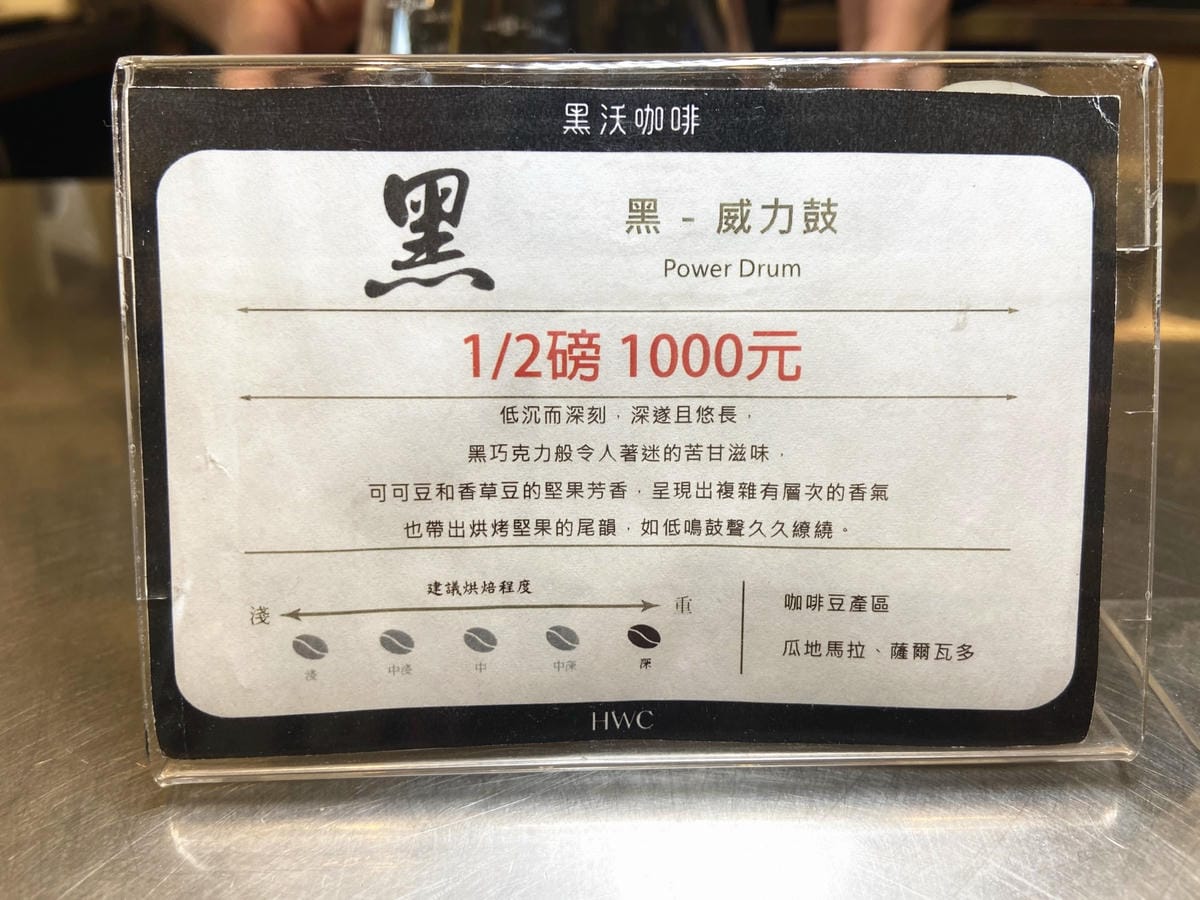 黑沃咖啡
黑
黑 - 威力鼓
Power Drum
1/2磅 1000元
低沉而深刻，深遂且悠長，
黑巧克力般令人著迷的苦甘滋味，
可可豆和香草豆的堅果芳香，呈現出複雜有層次的香氣
也帶出烘烤堅果的尾韻，如低鳴鼓聲久久繚繞。
建議烘焙程度
淺 重
淺 中淺 中 中深 深
咖啡豆產區
瓜地馬拉、薩爾瓦多
HWC